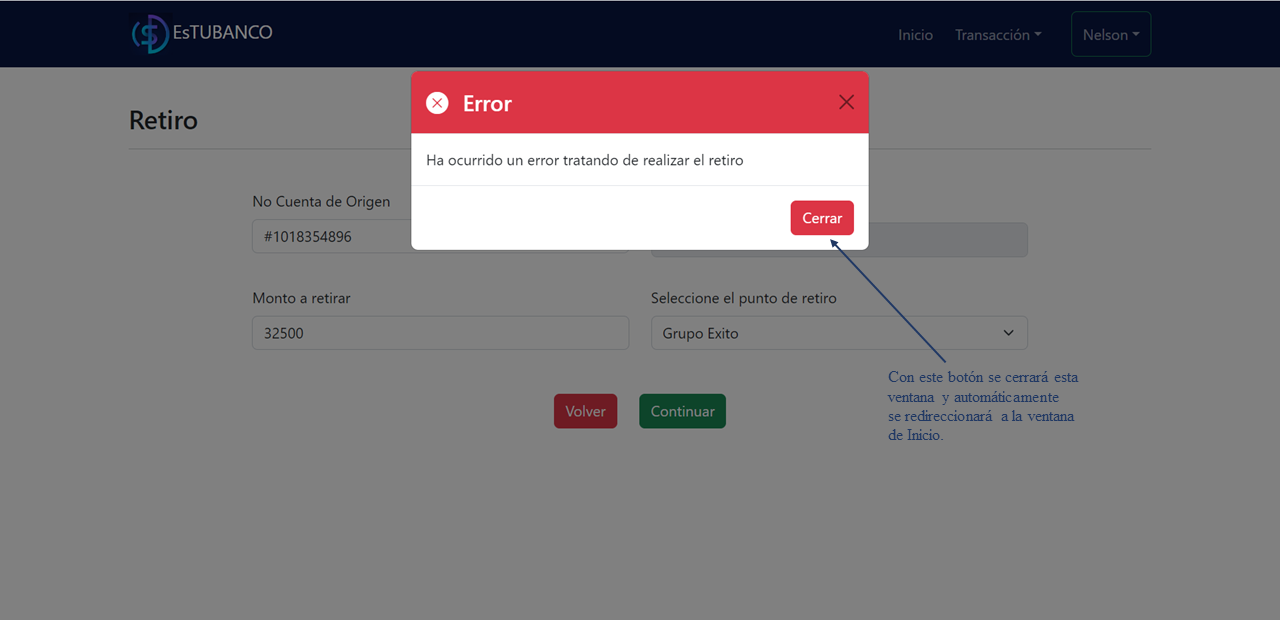 EsTUBANCO
Inicio
Transacción
Nelson
Error
Retiro
Ha ocurrido un error tratando de realizar el retiro
No Cuenta de Origen
Cerrar
#1018354896
Monto a retirar
Seleccione el punto de retiro
32500
Grupo Exito
Con este botón se cerrará esta
ventana y automáticamente
se redireccionará a la ventana
de Inicio.
Volver
Continuar